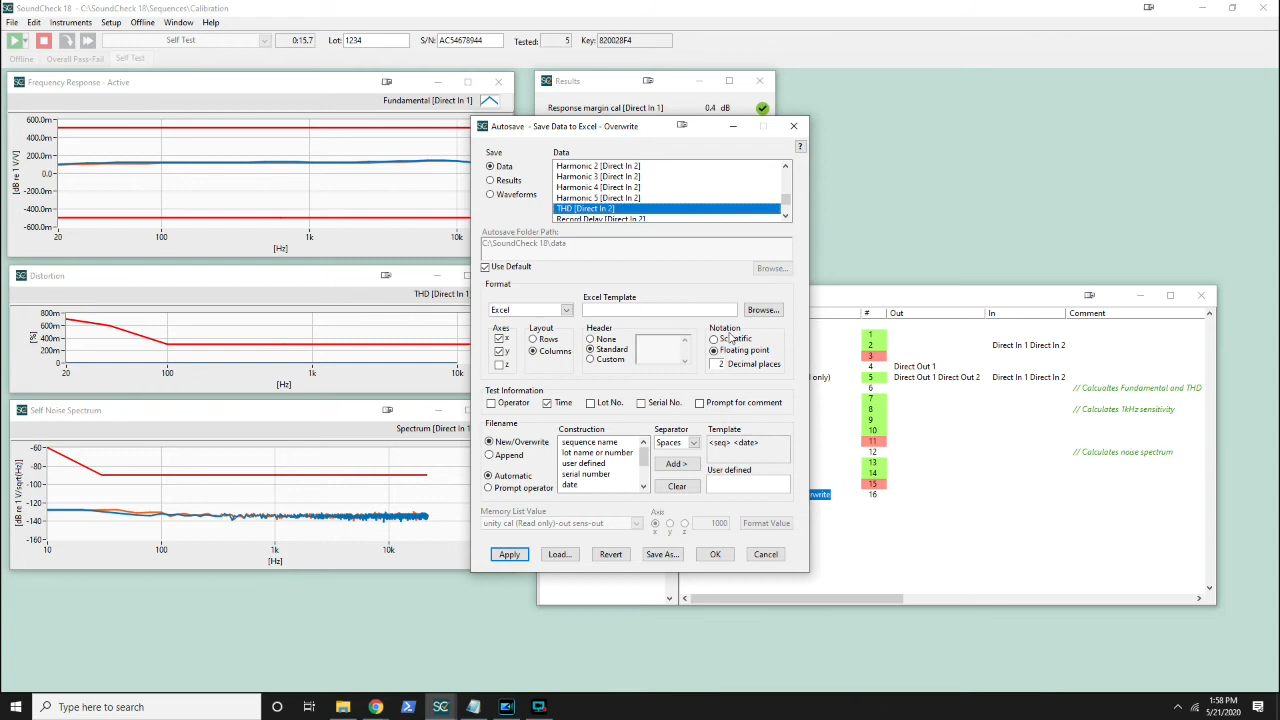 SoundCheck 18 - C:\SoundCheck 18\Sequences\Calibration
File Edit Instruments Setup Offline Window Help
Self Test 0:15.7 Lot: 1234 S/N: AC54678944 Tested: 5 Key: 820028F4
Offline Overall Pass-Fail Self Test
Frequency Response - Active
Fundamental [Direct In 1]
600.0m
400.0m
200.0m
0.0
-200.0m
-400.0m
-600.0m
[dB re 1 V/V]
20 100 1k 10k
[Hz]
Distortion
THD [Direct In 1]
800m
600m
400m
200m
0
[%]
20 100 1k 10k
[Hz]
Self Noise Spectrum
Spectrum [Direct In 1]
-60
-80
-100
-120
-140
-160
[dB re 1 V/sqrt(Hz)]
10 100 1k 10k
[Hz]
Results
Response margin cal [Direct In 1] 0.4 dB
Autosave - Save Data to Excel - Overwrite
?
Save
Data
Results
Waveforms
Data
Harmonic 2 [Direct In 2]
Harmonic 3 [Direct In 2]
Harmonic 4 [Direct In 2]
Harmonic 5 [Direct In 2]
THD [Direct In 2]
Record Delay [Direct In 2]
Autosave Folder Path:
C:\SoundCheck 18\data
Use Default
Browse...
Format
Excel
Excel Template
Browse...
Axes
x
y
z
Layout
Rows
Columns
Header
None
Standard
Custom
Notation
Scientific
Floating point
2 Decimal places
Test Information
Operator Time Lot No. Serial No. Prompt for comment
Filename
New/Overwrite
Append
Automatic
Prompt operator
Construction
sequence name
lot name or number
user defined
serial number
date
Separator
Spaces
Add >
Clear
Template
<seq> <date>
User defined
Memory List Value
unity cal (Read only)-out sens-out
Axis
x y z
1000
Format Value
Apply Load... Revert Save As... OK Cancel
# Out In Comment
1
2 Direct In 1 Direct In 2
3
4 Direct Out 1
only) 5 Direct Out 1 Direct Out 2 Direct In 1 Direct In 2
6 // Calcualtes Fundamental and THD
7
8 // Calculates 1kHz sensitivity
9
10
11
12 // Calculates noise spectrum
13
14
15
write 16
Type here to search
1:58 PM
5/21/2020